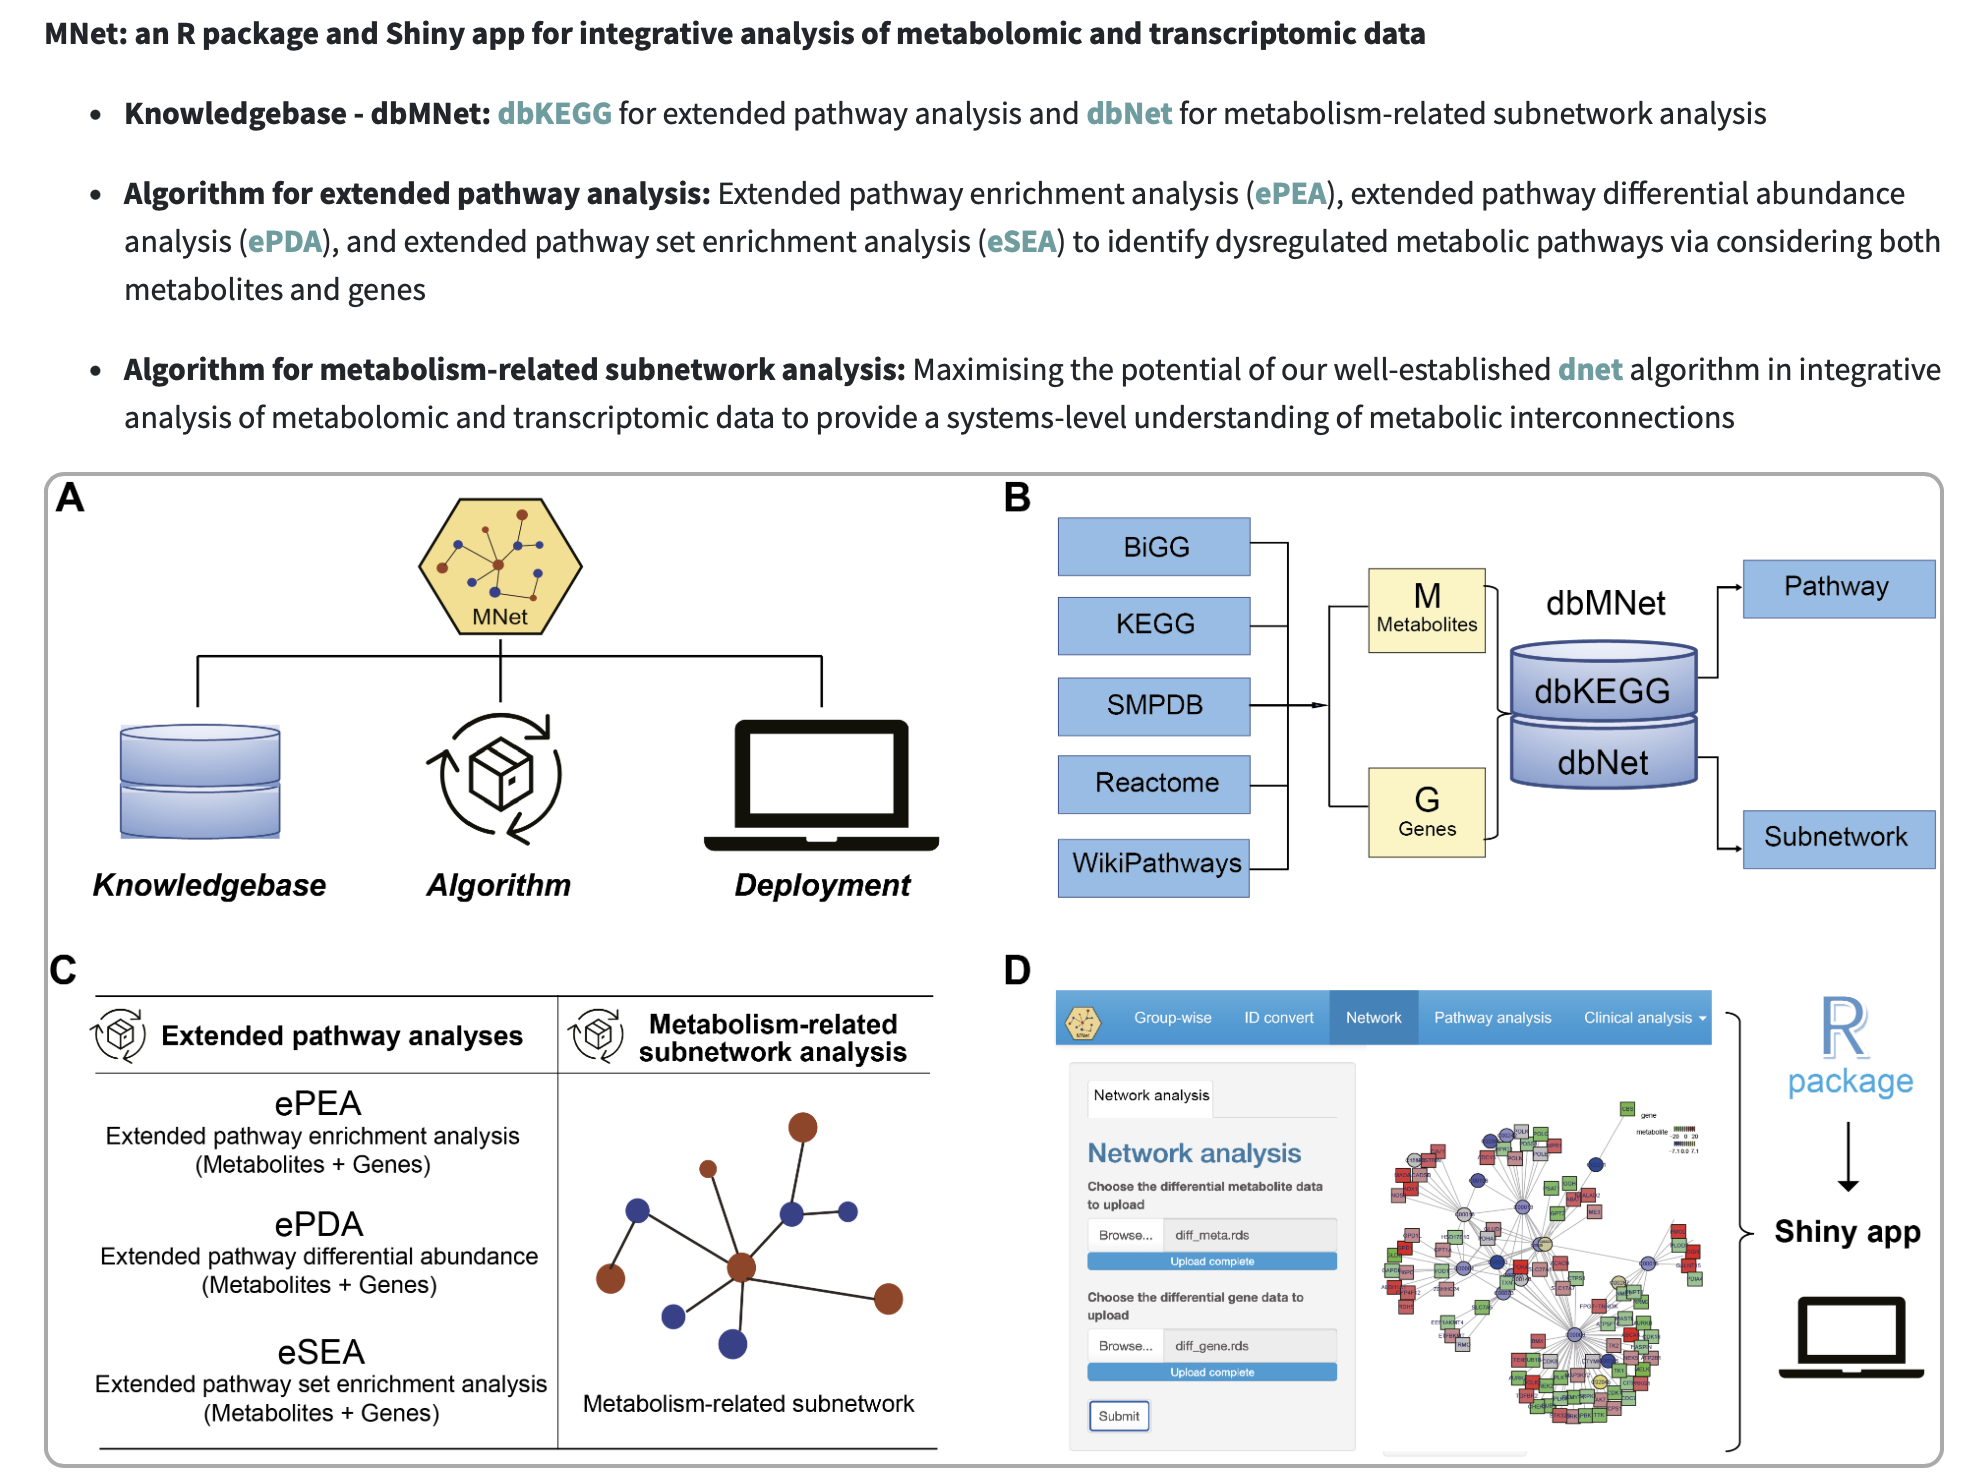 MNet: an R package and Shiny app for integrative analysis of metabolomic and transcriptomic data
• Knowledgebase - dbMNet: dbKEGG for extended pathway analysis and dbNet for metabolism-related subnetwork analysis
• Algorithm for extended pathway analysis: Extended pathway enrichment analysis (ePEA), extended pathway differential abundance
analysis (ePDA), and extended pathway set enrichment analysis (eSEA) to identify dysregulated metabolic pathways via considering both
metabolites and genes
• Algorithm for metabolism-related subnetwork analysis: Maximising the potential of our well-established dnet algorithm in integrative
analysis of metabolomic and transcriptomic data to provide a systems-level understanding of metabolic interconnections
A
MNet
Knowledgebase
Algorithm
Deployment
B
BiGG
KEGG
SMPDB
Reactome
WikiPathways
M
Metabolites
G
Genes
dbMNet
dbKEGG
dbNet
Pathway
Subnetwork
C
Extended pathway analyses
ePEA
Extended pathway enrichment analysis
(Metabolites + Genes)
ePDA
Extended pathway differential abundance
(Metabolites + Genes)
eSEA
Extended pathway set enrichment analysis
(Metabolites + Genes)
Metabolism-related
subnetwork analysis
Metabolism-related subnetwork
D
Group-wise
ID convert
Network
Pathway analysis
Clinical analysis
Network analysis
Network analysis
Choose the differential metabolite data
to upload
Browse...
diff_meta.rds
Upload complete
Choose the differential gene data to
upload
Browse...
diff_gene.rds
Upload complete
Submit
gene
metabolite
R
package
Shiny app